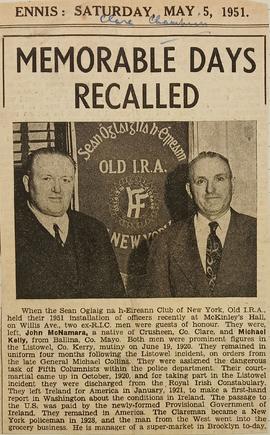 ENNIS: SATURDAY, MAY 5, 1951.
Clare Champion
MEMORABLE DAYS
RECALLED
Sean Oglaig na h-Eireann
OLD I.R.A.
NEW YORK
When the Sean Oglaig na h-Eireann Club of New York, Old I.R.A.,
held their 1951 installation of officers recently at McKinley's Hall,
on Willis Ave., two ex-R.I.C. men were guests of honour. They were,
left, John McNamara, a native of Crusheen, Co. Clare, and Michael
Kelly, from Ballina, Co. Mayo. Both men were prominent figures in
the Listowel, Co. Kerry, mutiny on June 19, 1920. They remained in
uniform four months following the Listowel incident, on orders from
the late General Michael Collins. They were assigned the dangerous
task of Fifth Columnists within the police departure. Their court-
martial came up in October, 1920, and for taking part in the Listowel
incident they were discharged from the Royal Irish Constabulary.
They left Ireland for America in January, 1921, to make a first-hand
report in Washington about the conditions in Ireland. The passage to
the U.S. was paid by the newly-formed Provisional Government of
Ireland. They remained in America. The Clareman became a New
York policeman in 1928, and the man from the West went into the
grocery business. He is manager of a super-market in Brooklyn to-day.